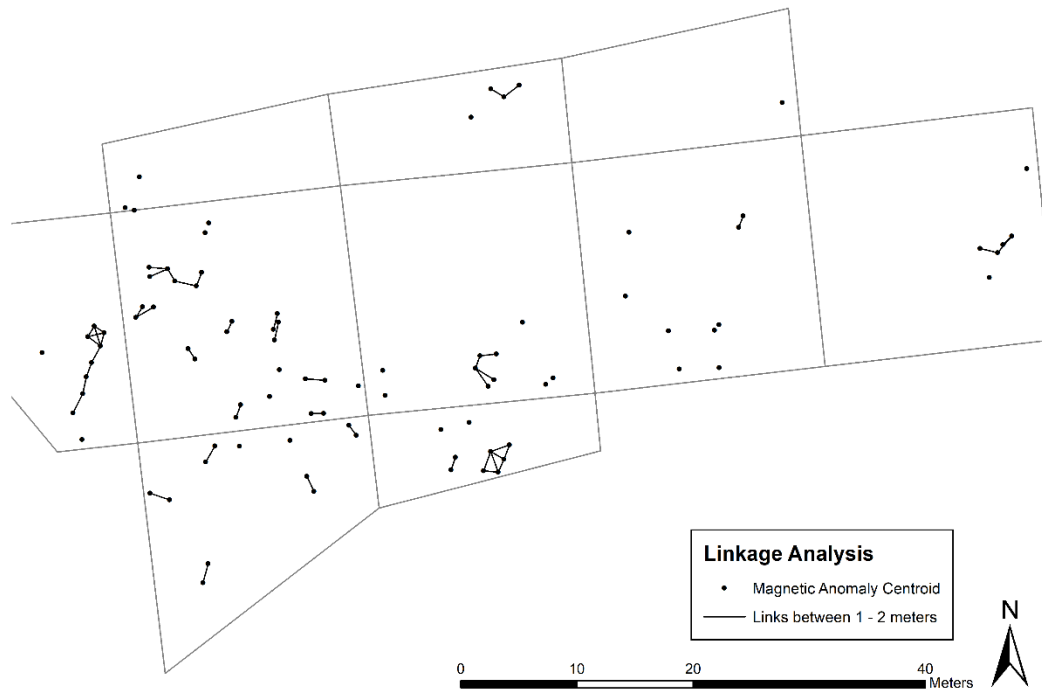 Linkage Analysis
Magnetic Anomaly Centroid
Links between 1 - 2 meters
N
0 10 20 40
Meters